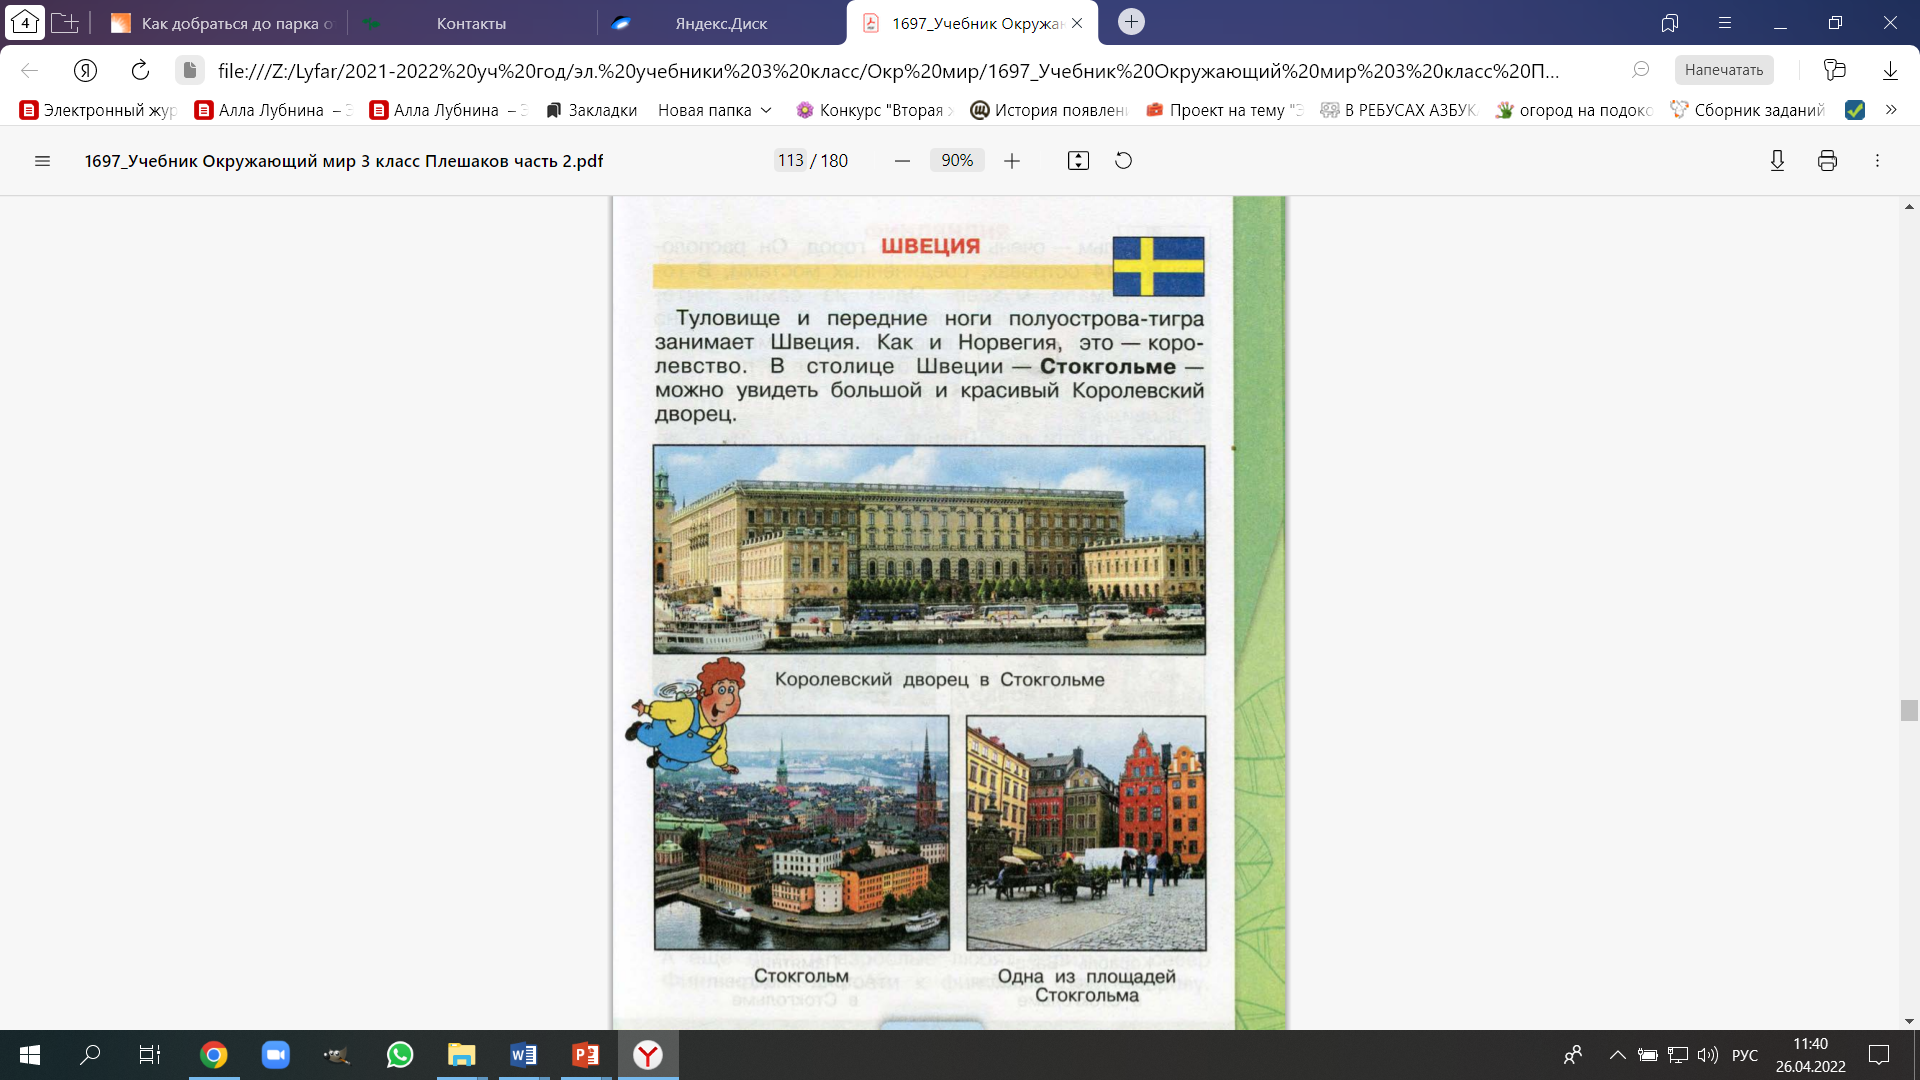 4
Как добраться до парка о
Контакты
Яндекс.Диск
1697_Учебник Окружа
file:///Z:/Lyfar/2021-2022%20уч%20год/эл.%20учебники%203%20класс/Окр%20мир/1697_Учебник%20Окружающий%20мир%203%20класс%20П...
Напечатать
Электронный жур
Алла Лубнина – Э
Алла Лубнина – Э
Закладки
Новая папка
Конкурс "Вторая ж
История появлени
Проект на тему "Э
В РЕБУСАХ АЗБУК
огород на подоко
Сборник заданий
1697_Учебник Окружающий мир 3 класс Плешаков часть 2.pdf
113 / 180
90%
ШВЕЦИЯ
Туловище и передние ноги полуострова-тигра
занимает Швеция. Как и Норвегия, это — коро-
левство. В столице Швеции — Стокгольме —
можно увидеть большой и красивый Королевский
дворец.
Королевский дворец в Стокгольме
Стокгольм
Одна из площадей
Стокгольма
РУС
11:40
26.04.2022